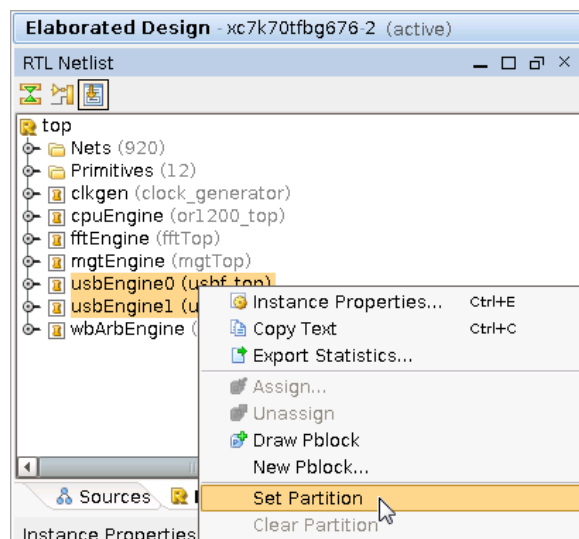 Elaborated Design - xc7k70tfbg676-2 (active)
RTL Netlist
top
Nets (920)
Primitives (12)
clkgen (clock_generator)
cpuEngine (or1200_top)
fftEngine (fftTop)
mgtEngine (mgtTop)
usbEngine0 (usbf_top)
usbEngine1 (u
wbArbEngine (
Instance Properties... Ctrl+E
Copy Text Ctrl+C
Export Statistics...
Assign...
Unassign
Draw Pblock
New Pblock...
Set Partition
Clear Partition
Sources
Instance Properties